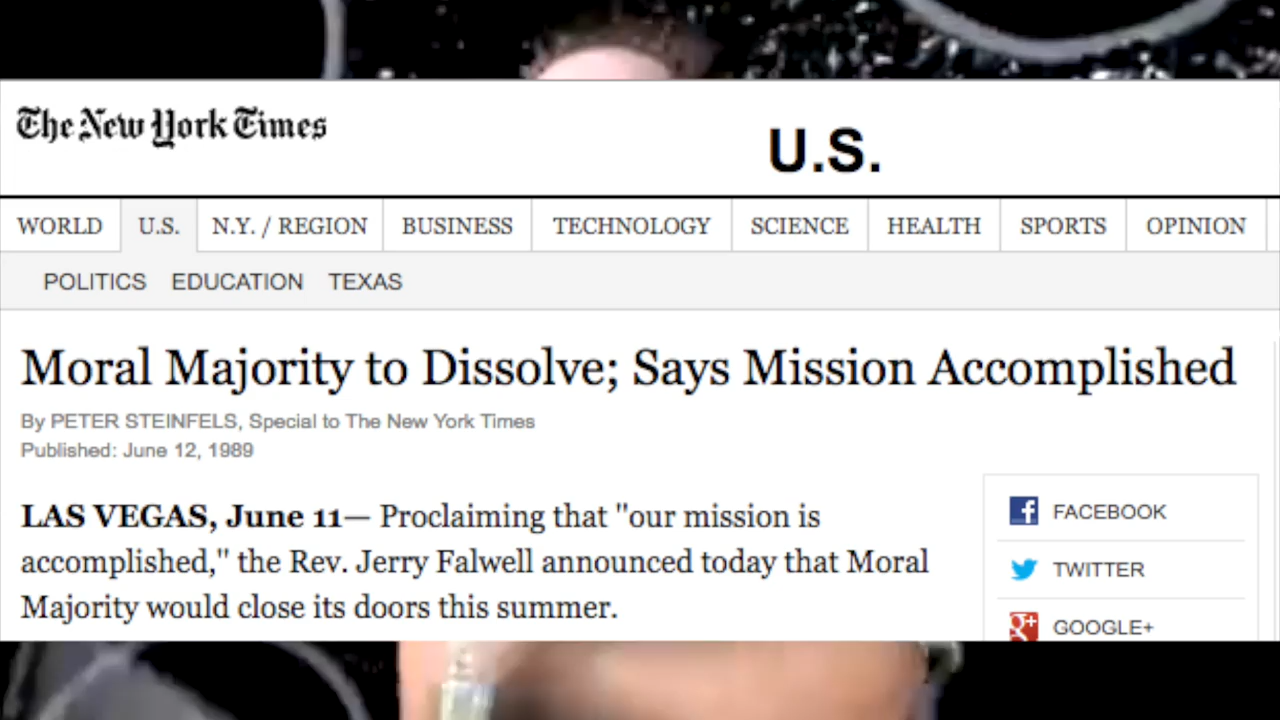 The New York Times
U.S.
WORLD U.S. N.Y. / REGION BUSINESS TECHNOLOGY SCIENCE HEALTH SPORTS OPINION
POLITICS EDUCATION TEXAS
Moral Majority to Dissolve; Says Mission Accomplished
By PETER STEINFELS, Special to The New York Times
Published: June 12, 1989
LAS VEGAS, June 11— Proclaiming that "our mission is
accomplished," the Rev. Jerry Falwell announced today that Moral
Majority would close its doors this summer.
FACEBOOK
TWITTER
GOOGLE+